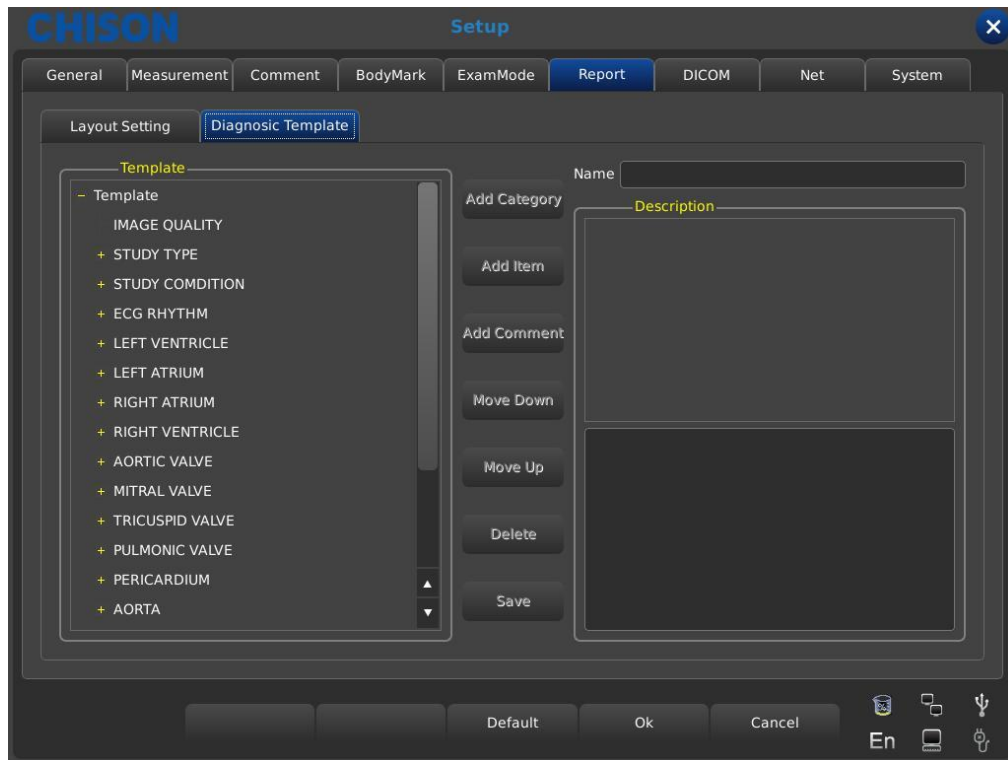 CHISON
Setup
General Measurement Comment BodyMark ExamMode Report DICOM Net System
Layout Setting Diagnosic Template
Template
Template
IMAGE QUALITY
+ STUDY TYPE
+ STUDY COMDITION
+ ECG RHYTHM
+ LEFT VENTRICLE
+ LEFT ATRIUM
+ RIGHT ATRIUM
+ RIGHT VENTRICLE
+ AORTIC VALVE
+ MITRAL VALVE
+ TRICUSPID VALVE
+ PULMONIC VALVE
+ PERICARDIUM
+ AORTA
Add Category
Add Item
Add Comment
Move Down
Move Up
Delete
Save
Name
Description
Default Ok Cancel
En